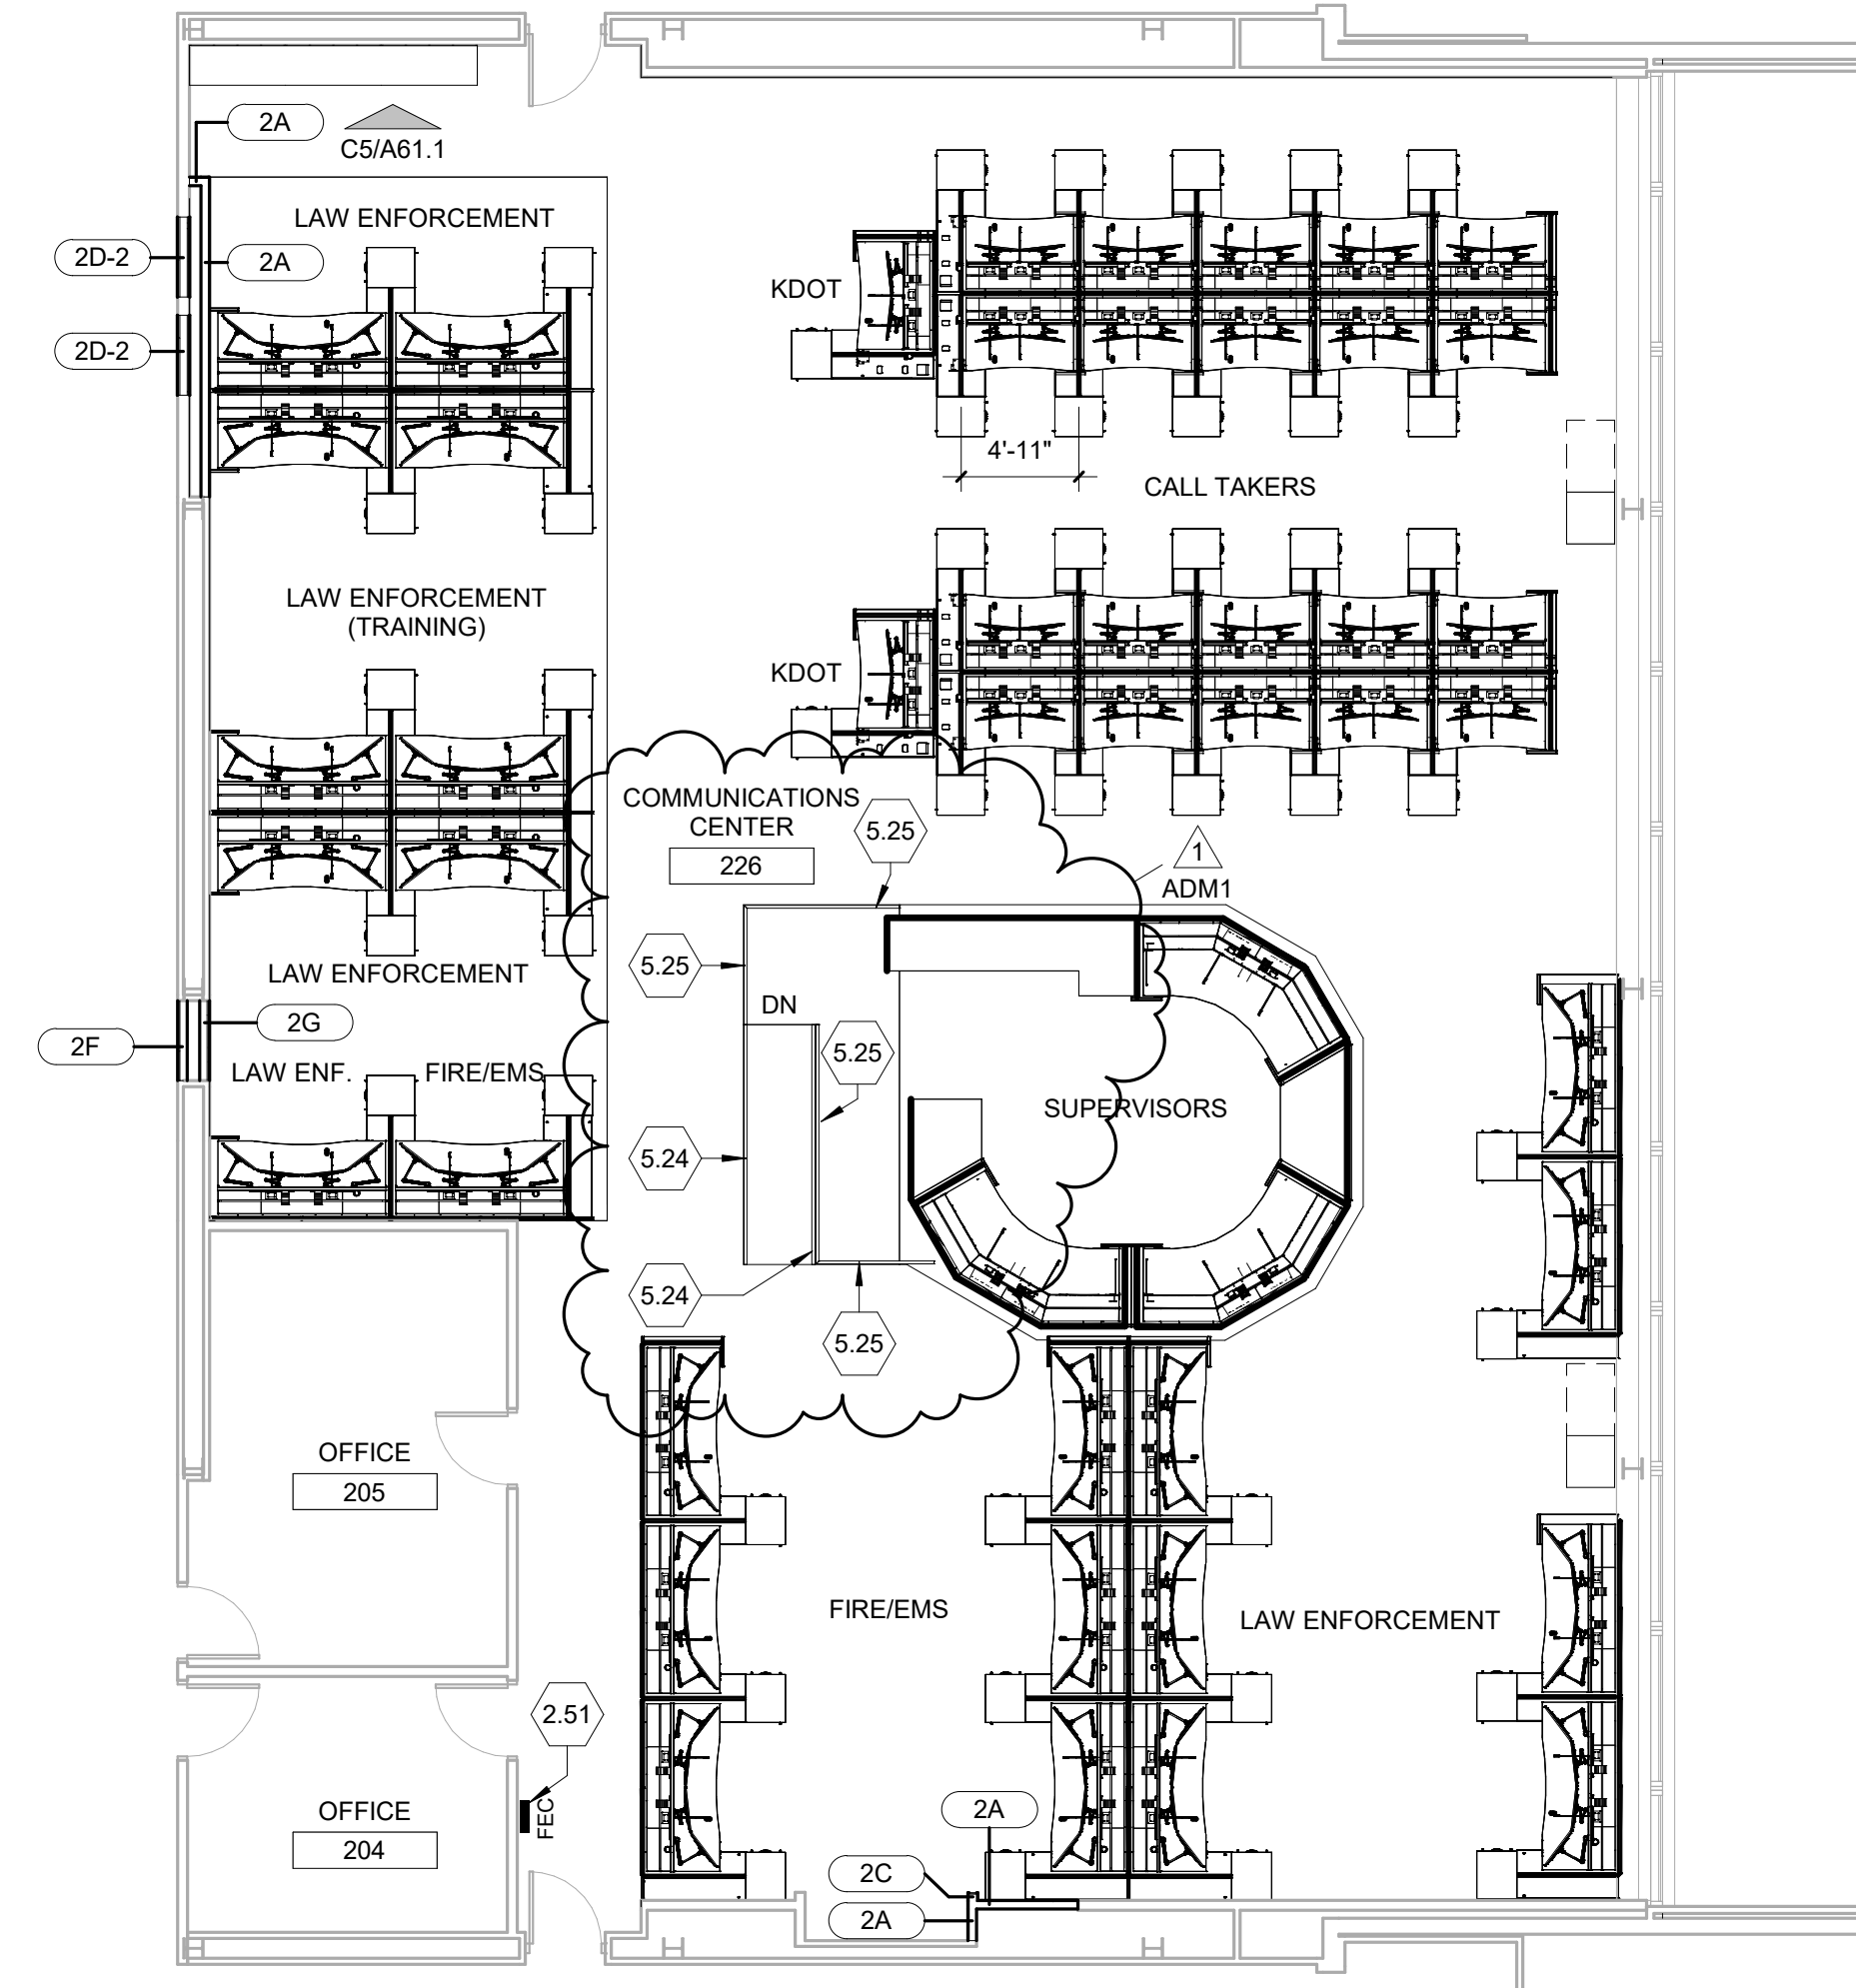 2A
C5/A61.1
LAW ENFORCEMENT
2D-2
2A
KDOT
2D-2
4'-11"
CALL TAKERS
LAW ENFORCEMENT
(TRAINING)
KDOT
COMMUNICATIONS
CENTER
226
5.25
1
ADM1
5.25
LAW ENFORCEMENT
DN
2G
2F
5.25
LAW ENF.
FIRE/EMS
SUPERVISORS
5.24
5.24
5.25
OFFICE
205
FIRE/EMS
LAW ENFORCEMENT
2.51
OFFICE
204
FEC
2A
2C
2A